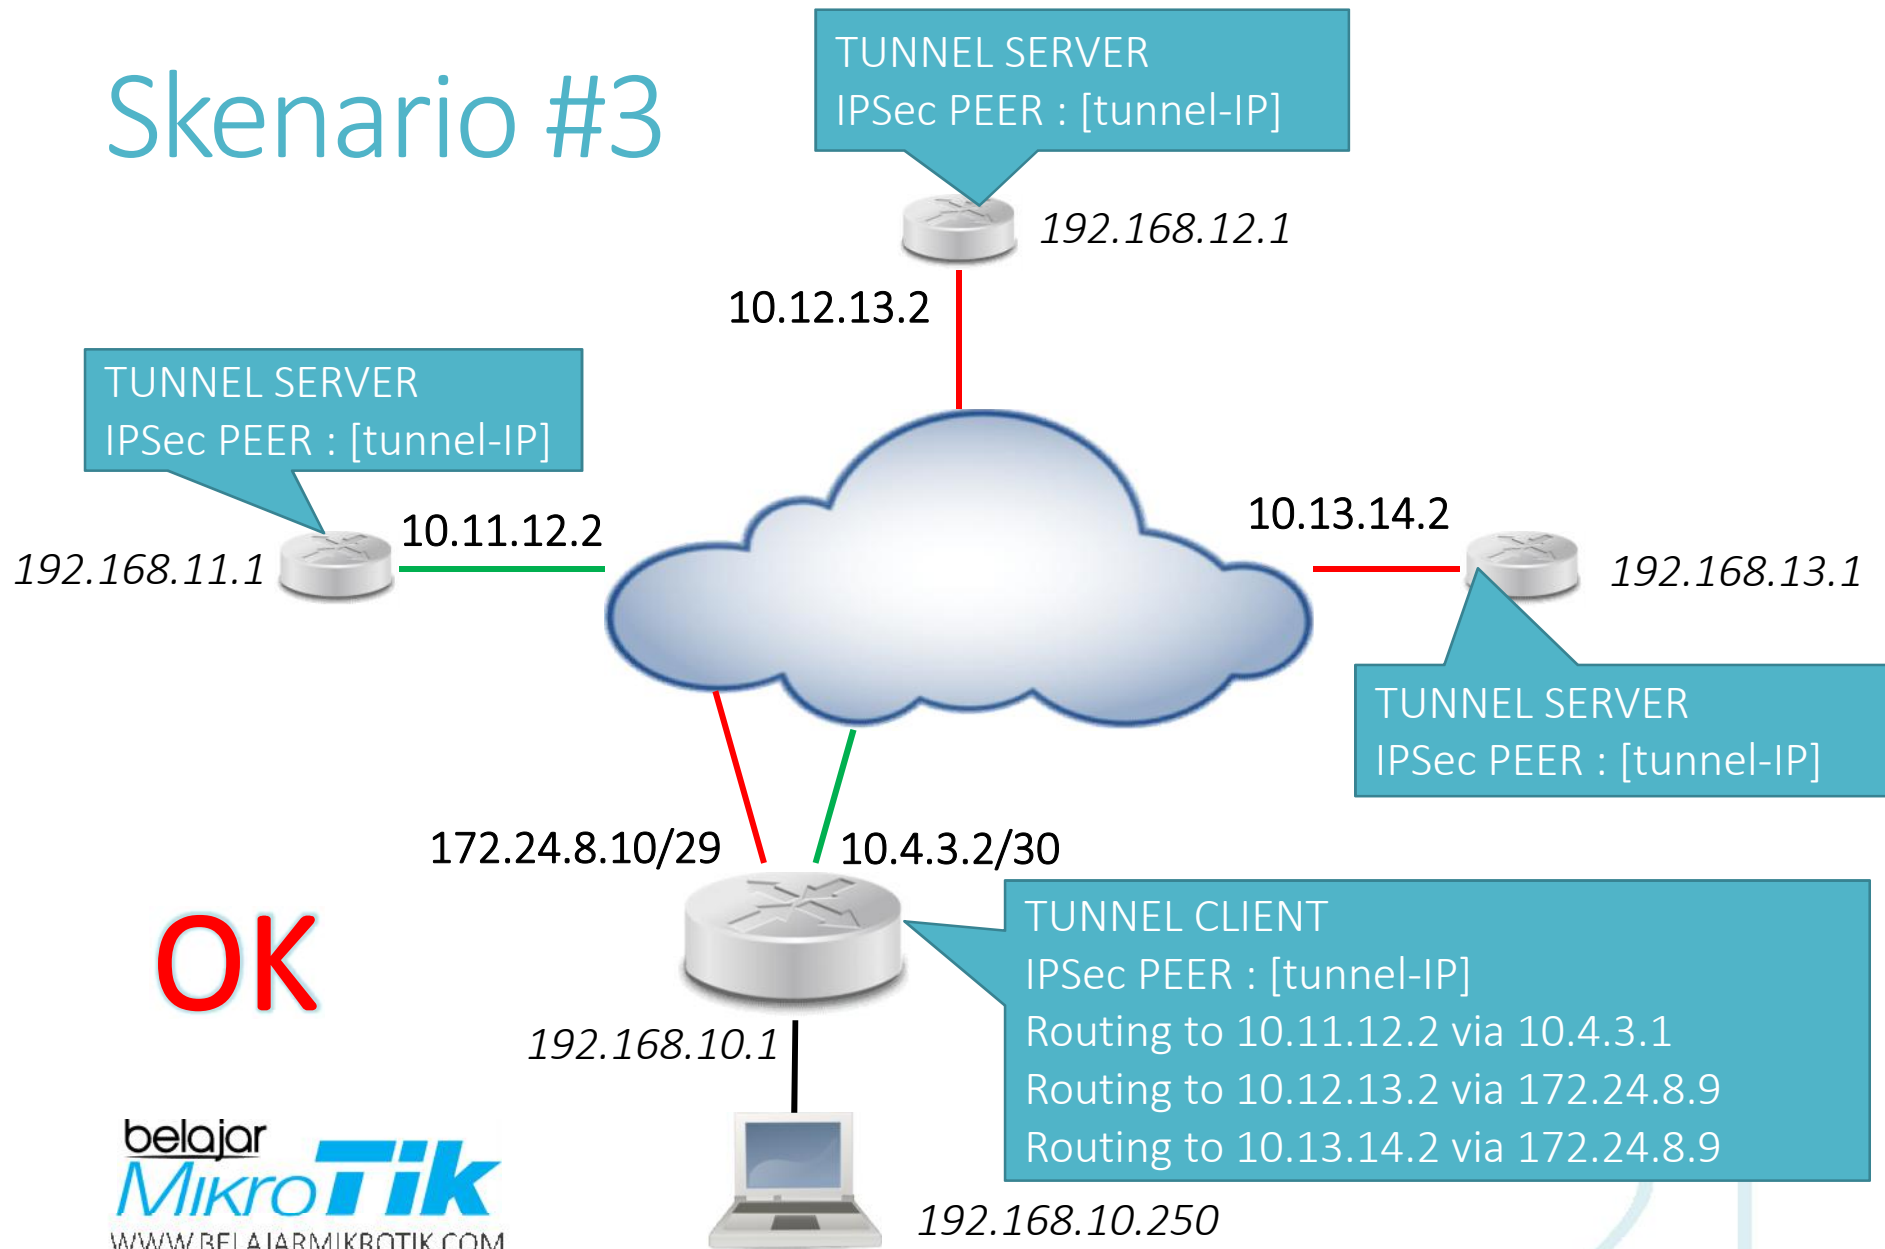 Skenario #3
TUNNEL SERVER
IPSec PEER : [tunnel-IP]
192.168.12.1
10.12.13.2
TUNNEL SERVER
IPSec PEER : [tunnel-IP]
10.11.12.2
192.168.11.1
10.13.14.2
192.168.13.1
TUNNEL SERVER
IPSec PEER : [tunnel-IP]
172.24.8.10/29
10.4.3.2/30
OK
TUNNEL CLIENT
IPSec PEER : [tunnel-IP]
Routing to 10.11.12.2 via 10.4.3.1
Routing to 10.12.13.2 via 172.24.8.9
Routing to 10.13.14.2 via 172.24.8.9
192.168.10.1
192.168.10.250
belajar
MikroTik
WWW.BELAJARMIKROTIK.COM
21